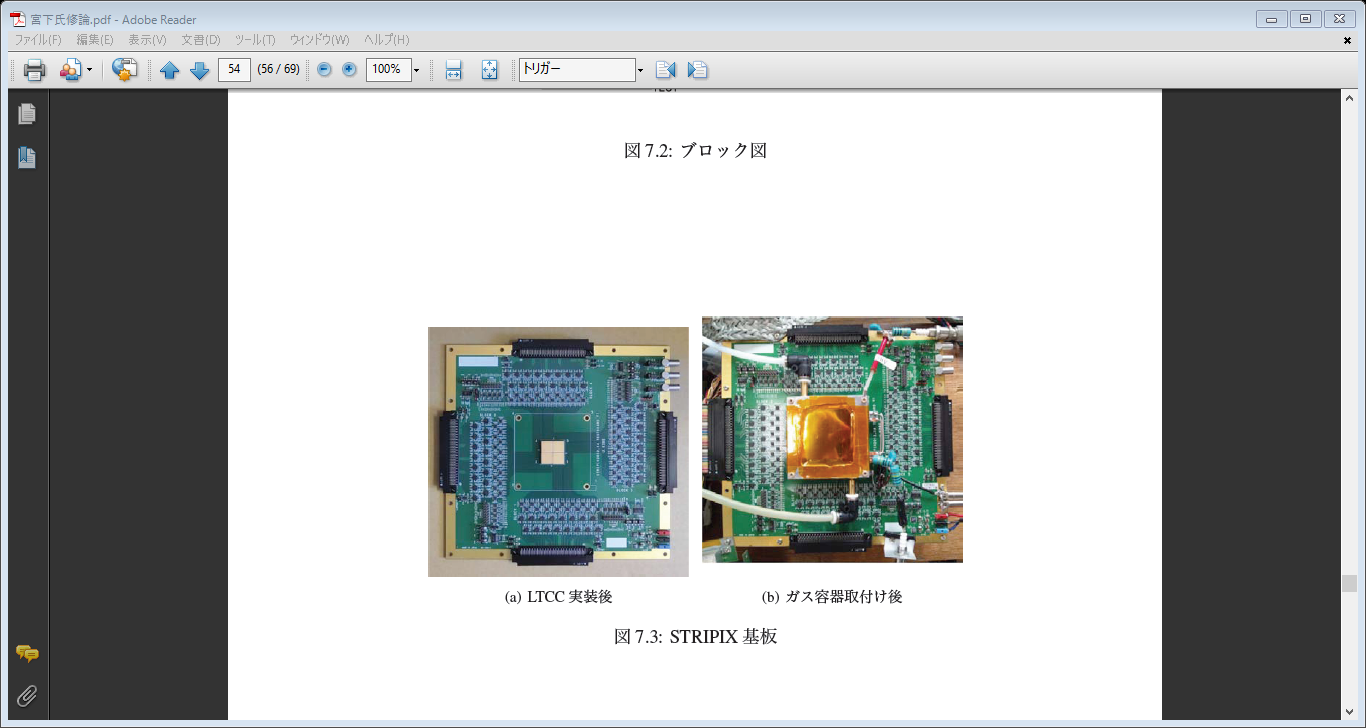 宮下氏修論.pdf - Adobe Reader
ファイル(F) 編集(E) 表示(V) 文書(D) ツール(T) ウィンドウ(W) ヘルプ(H)
54 (56 / 69) 100% トリガー
図 7.2: ブロック図
(a) LTCC 実装後
(b) ガス容器取付け後
図 7.3: STRIPIX 基板